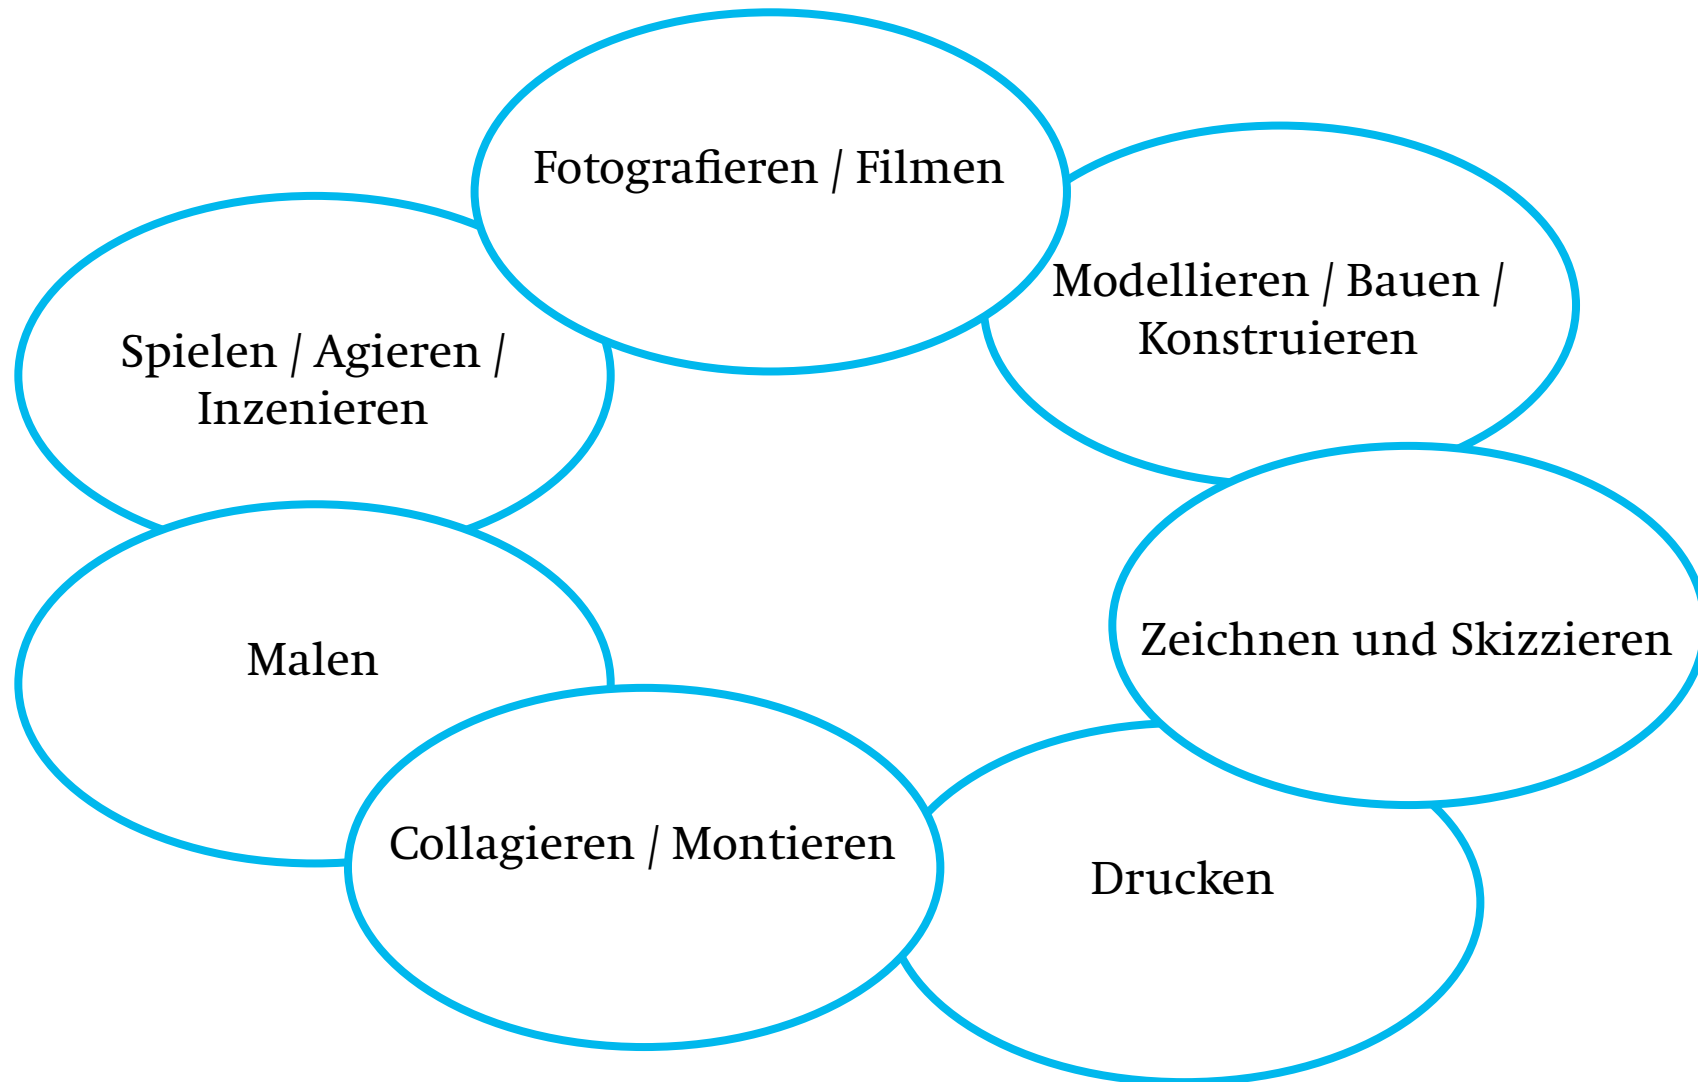 Fotografieren / Filmen
Modellieren / Bauen /
Konstruieren
Spielen / Agieren /
Inzenieren
Zeichnen und Skizzieren
Malen
Collagieren / Montieren
Drucken